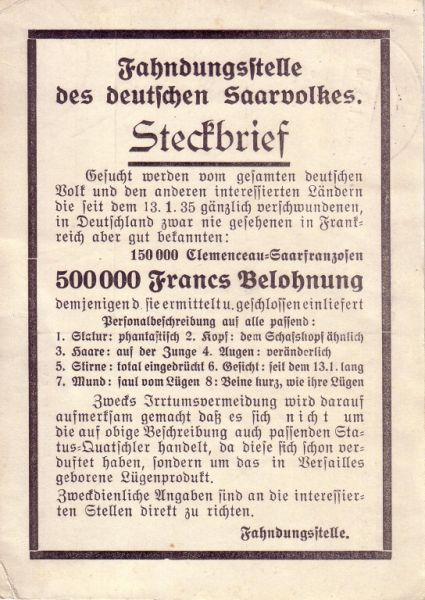 Fahndungsstelle
des deutschen Saarvolkes.
Steckbrief
Gesucht werden vom gesamten deutschen
Volk und den anderen interessierten Ländern
die seit dem 13.1.35 gänzlich verschwundenen,
in Deutschland zwar nie gesehenen in Frank-
reich aber gut bekannten:
150000 Clemenceau-Saarfranzosen
500000 Francs Belohnung
demjenigen d. sie ermittelt u. geschlossen einliefert
Personalbeschreibung auf alle passend:
1. Statur: phantastisch 2. Kopf: dem Schafskopf ähnlich
3. Haare: auf der Zunge 4. Augen: veränderlich
5. Stirne: total eingedrückt 6. Gesicht: seit dem 13.1. lang
7. Mund: faul vom Lügen 8: Beine kurz, wie ihre Lügen
Zwecks Irrtumsvermeidung wird darauf
aufmerksam gemacht daß es sich nicht um
die auf obige Beschreibung auch passenden Sta-
tus-Quatschler handelt, da diese sich schon ver-
duftet haben, sondern um das in Versailles
geborene Lügenprodukt.
Zweckdienliche Angaben sind an die interessier-
ten Stellen direkt zu richten.
Fahndungsstelle.